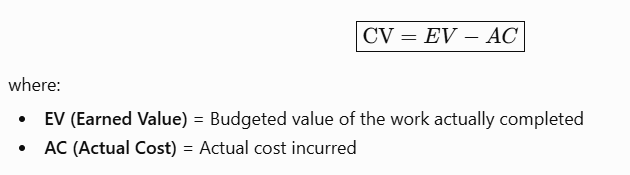 CV = EV − AC
where:
• EV (Earned Value) = Budgeted value of the work actually completed
• AC (Actual Cost) = Actual cost incurred